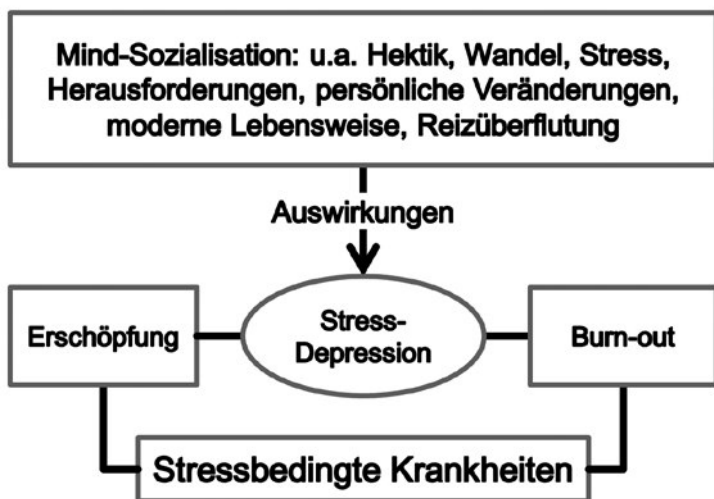 Mind-Sozialisation: u.a. Hektik, Wandel, Stress,
Herausforderungen, persönliche Veränderungen,
moderne Lebensweise, Reizüberflutung
Auswirkungen
Erschöpfung
Stress-
Depression
Burn-out
Stressbedingte Krankheiten